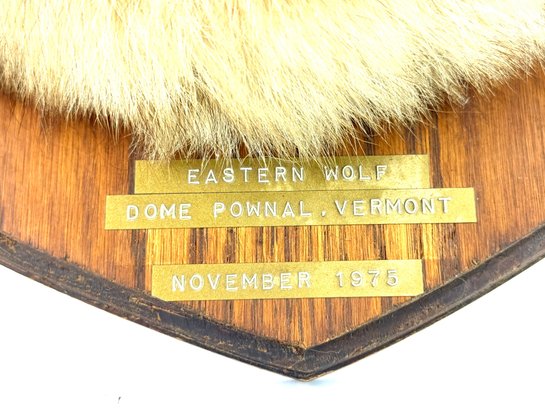 EASTERN WOLF
DOME POWNAL, VERMONT
NOVEMBER 1975